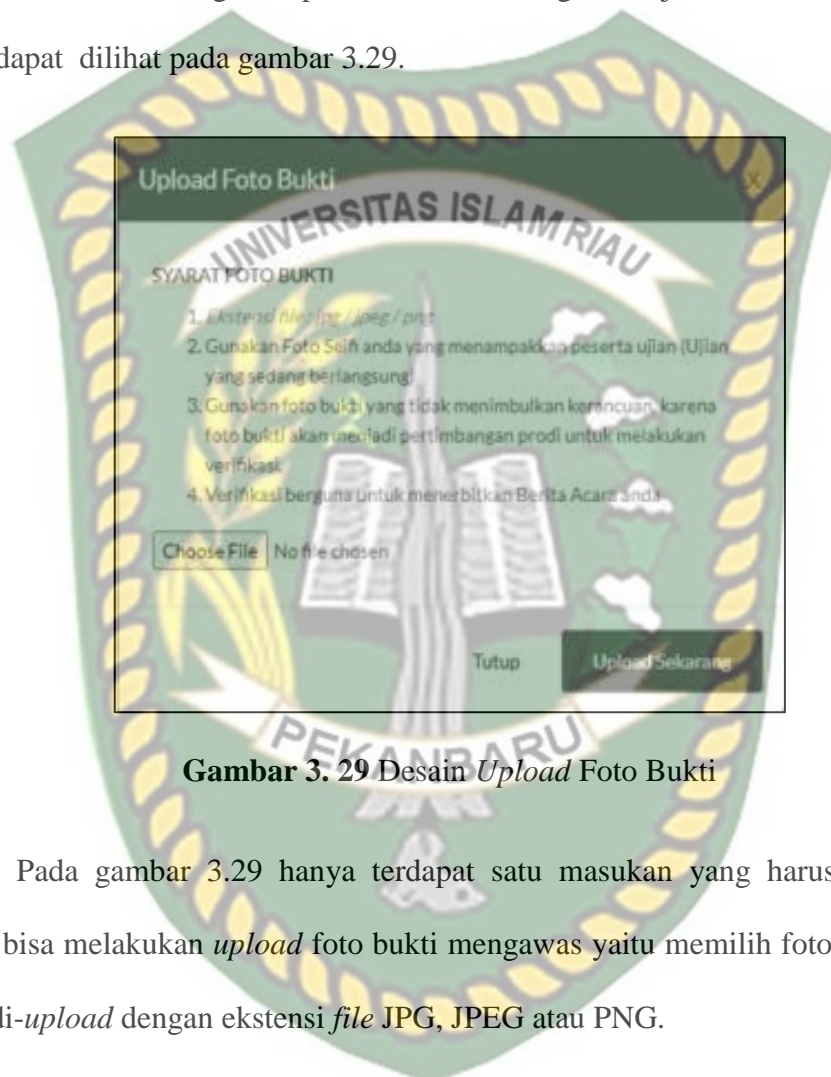 dapat dilihat pada gambar 3.29.
Upload Foto Bukti
X
UNIVERSITAS ISLAM RIAU
SYARAT FOTO BUKTI
1. Ekstensi file: jpg / jpeg / png
2. Gunakan Foto Selfi anda yang menampakkan peserta ujian (Ujian
yang sedang berlangsung)
3. Gunakan foto bukti yang tidak menimbulkan kerancuan, karena
foto bukti akan menjadi pertimbangan prodi untuk melakukan
verifikasi.
4. Verifikasi berguna untuk menerbitkan Berita Acara anda
Choose File No file chosen
Tutup Upload Sekarang
PEKANBARU
Gambar 3. 29 Desain Upload Foto Bukti
Pada gambar 3.29 hanya terdapat satu masukan yang harus
bisa melakukan upload foto bukti mengawas yaitu memilih foto
di-upload dengan ekstensi file JPG, JPEG atau PNG.